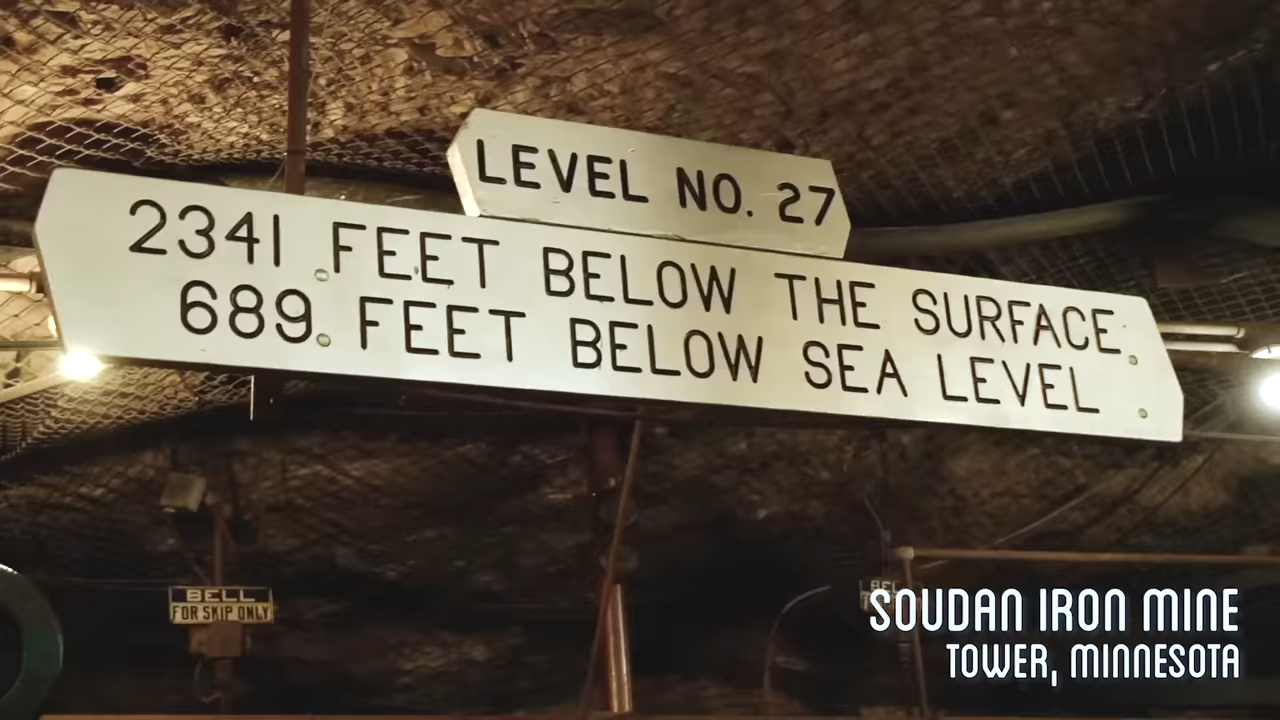 LEVEL NO. 27
2341 FEET BELOW THE SURFACE
689 FEET BELOW SEA LEVEL
BELL
FOR SKIP ONLY
BEL
SOUDAN IRON MINE
TOWER, MINNESOTA